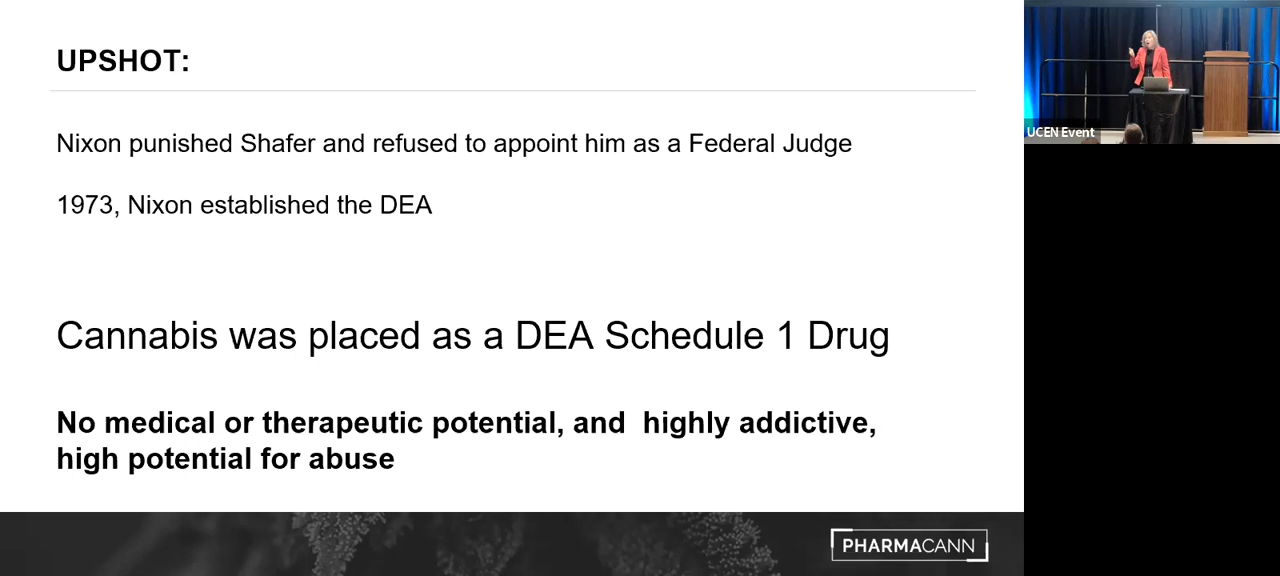 UPSHOT:
Nixon punished Shafer and refused to appoint him as a Federal Judge
1973, Nixon established the DEA
Cannabis was placed as a DEA Schedule 1 Drug
No medical or therapeutic potential, and  highly addictive,
high potential for abuse
PHARMACANN
UCEN Event